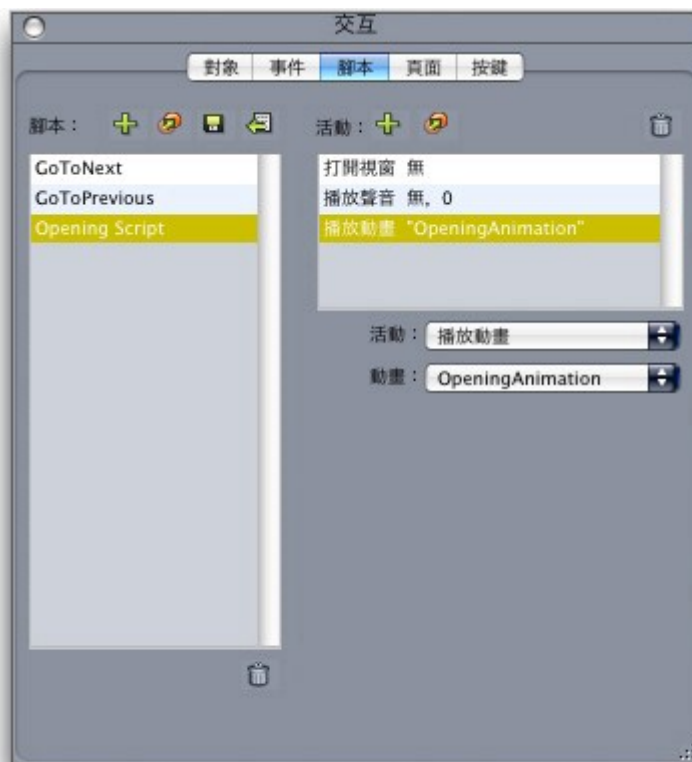 交互
對象 事件 腳本 頁面 按鍵
腳本：
GoToNext
GoToPrevious
Opening Script
活動：
打開視窗 無
播放聲音 無, 0
播放動畫 "OpeningAnimation"
活動： 播放動畫
動畫： OpeningAnimation